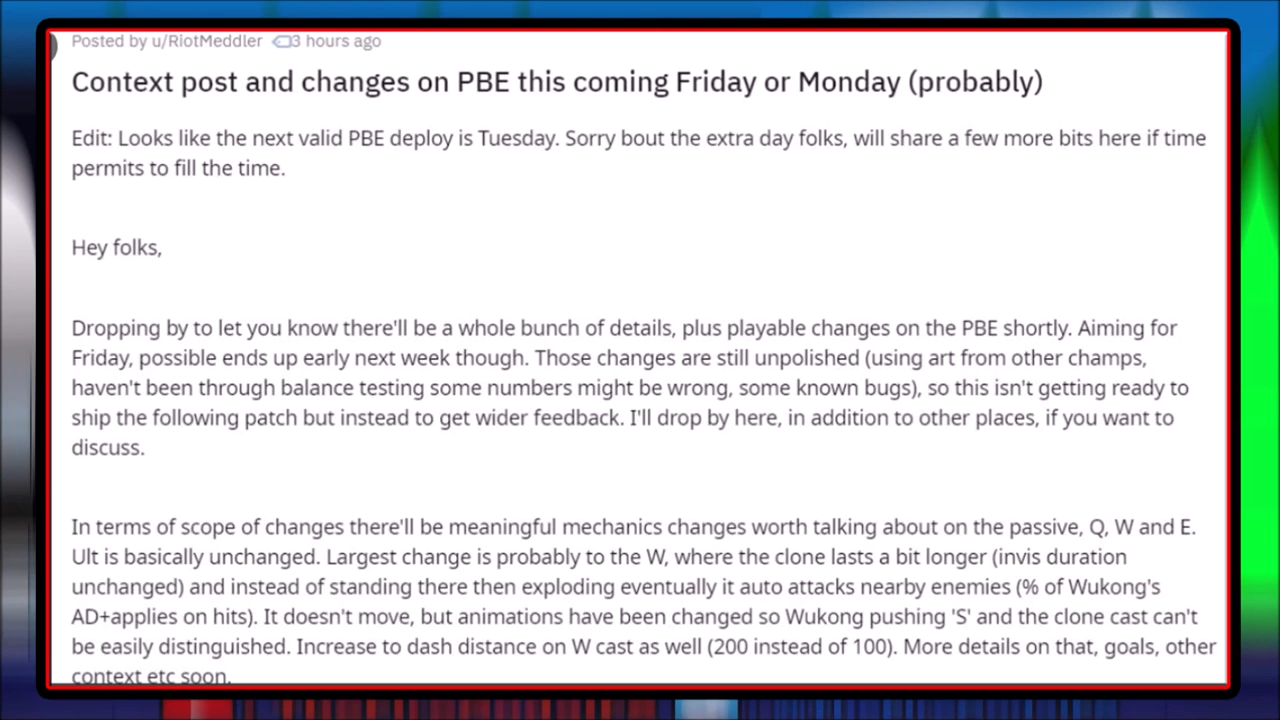 Posted by u/RiotMeddler 3 hours ago
Context post and changes on PBE this coming Friday or Monday (probably)
Edit: Looks like the next valid PBE deploy is Tuesday. Sorry bout the extra day folks, will share a few more bits here if time
permits to fill the time.
Hey folks,
Dropping by to let you know there'll be a whole bunch of details, plus playable changes on the PBE shortly. Aiming for
Friday, possible ends up early next week though. Those changes are still unpolished (using art from other champs,
haven't been through balance testing some numbers might be wrong, some known bugs), so this isn't getting ready to
ship the following patch but instead to get wider feedback. I'll drop by here, in addition to other places, if you want to
discuss.
In terms of scope of changes there'll be meaningful mechanics changes worth talking about on the passive, Q, W and E.
Ult is basically unchanged. Largest change is probably to the W, where the clone lasts a bit longer (invis duration
unchanged) and instead of standing there then exploding eventually it auto attacks nearby enemies (% of Wukong's
AD+applies on hits). It doesn't move, but animations have been changed so Wukong pushing 'S' and the clone cast can't
be easily distinguished. Increase to dash distance on W cast as well (200 instead of 100). More details on that, goals, other
context etc soon.